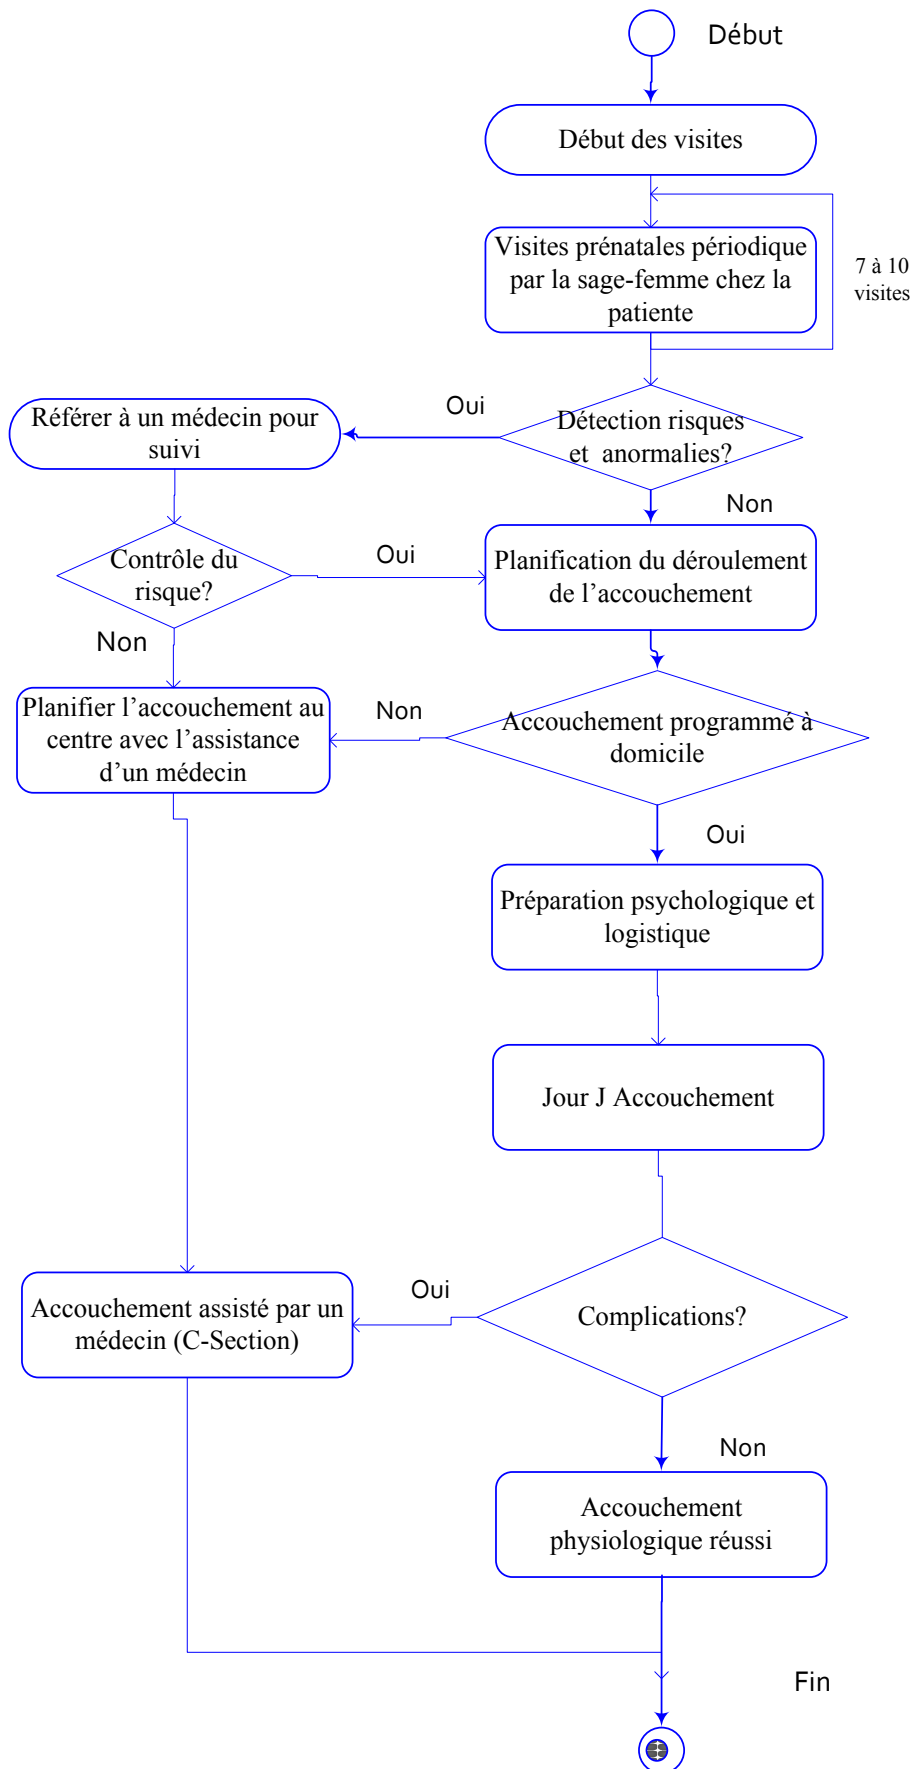 Début
Début des visites
Visites prénatales périodique
par la sage-femme chez la
patiente
7 à 10
visites
Oui
Détection risques
et anormalies?
Référer à un médecin pour
suivi
Non
Contrôle du
risque?
Oui
Planification du déroulement
de l’accouchement
Non
Planifier l’accouchement au
centre avec l’assistance
d’un médecin
Non
Accouchement programmé à
domicile
Oui
Préparation psychologique et
logistique
Jour J Accouchement
Accouchement assisté par un
médecin (C-Section)
Oui
Complications?
Non
Accouchement
physiologique réussi
Fin